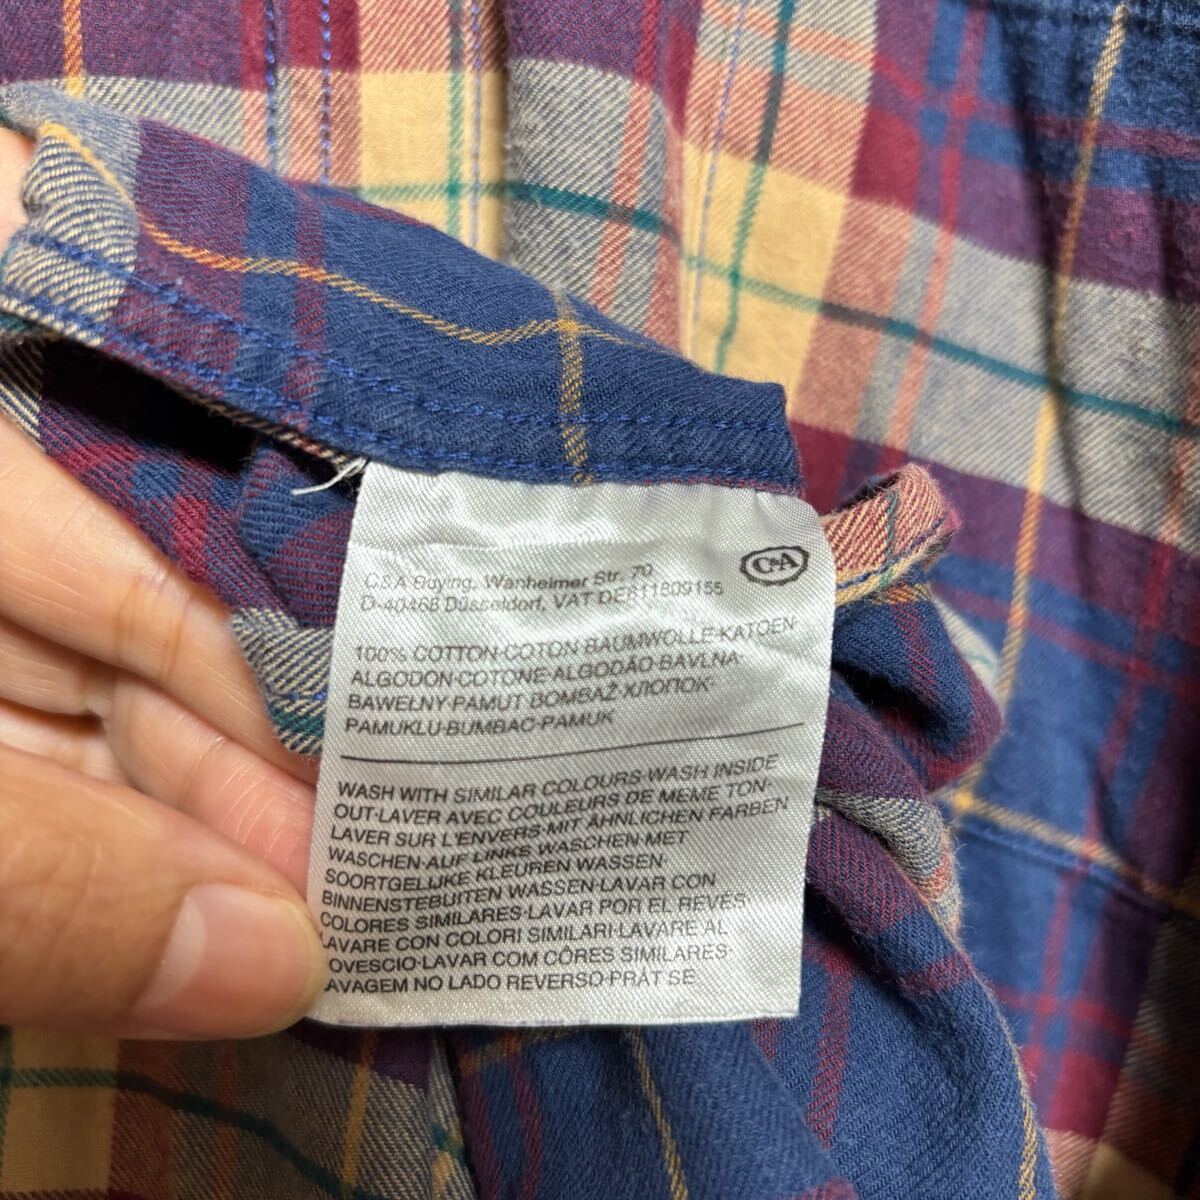 C&A
C&A Buying, Wanheimer Str. 70
D-40468 Düsseldorf, VAT DE811809155
100% COTTON·COTON·BAUMWOLLE·KATOEN·
ALGODON·COTONE·ALGODÃO·BAVLNA·
BAWEŁNY·PAMUT·BOMBAŽ·ХЛОПОК·
PAMUKLU·BUMBAC·PAMUK
WASH WITH SIMILAR COLOURS·WASH INSIDE
OUT·LAVER AVEC COULEURS DE MEME TON·
LAVER SUR L'ENVERS·MIT ÄHNLICHEN FARBEN
WASCHEN·AUF LINKS WASCHEN·MET
SOORTGELIJKE KLEUREN WASSEN
BINNENSTEBUITEN WASSEN·LAVAR CON
COLORES SIMILARES·LAVAR POR EL REVÉS·
LAVARE CON COLORI SIMILARI·LAVARE AL
ROVESCIO·LAVAR COM CÔRES SIMILARES·
LAVAGEM NO LADO REVERSO·PRÁT SE